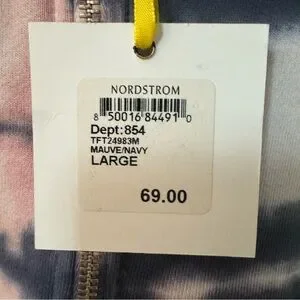 NORDSTROM
8 50016 84491 0
Dept:854
TFT24983M
MAUVE/NAVY
LARGE
69.00